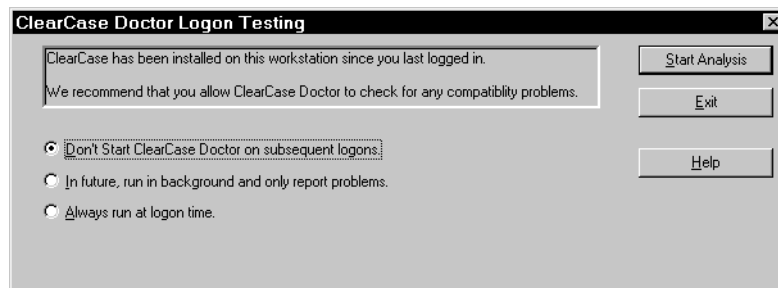 ClearCase Doctor Logon Testing
ClearCase has been installed on this workstation since you last logged in.
We recommend that you allow ClearCase Doctor to check for any compatiblity problems.
Start Analysis
Exit
Don't Start ClearCase Doctor on subsequent logons.
Help
In future, run in background and only report problems.
Always run at logon time.